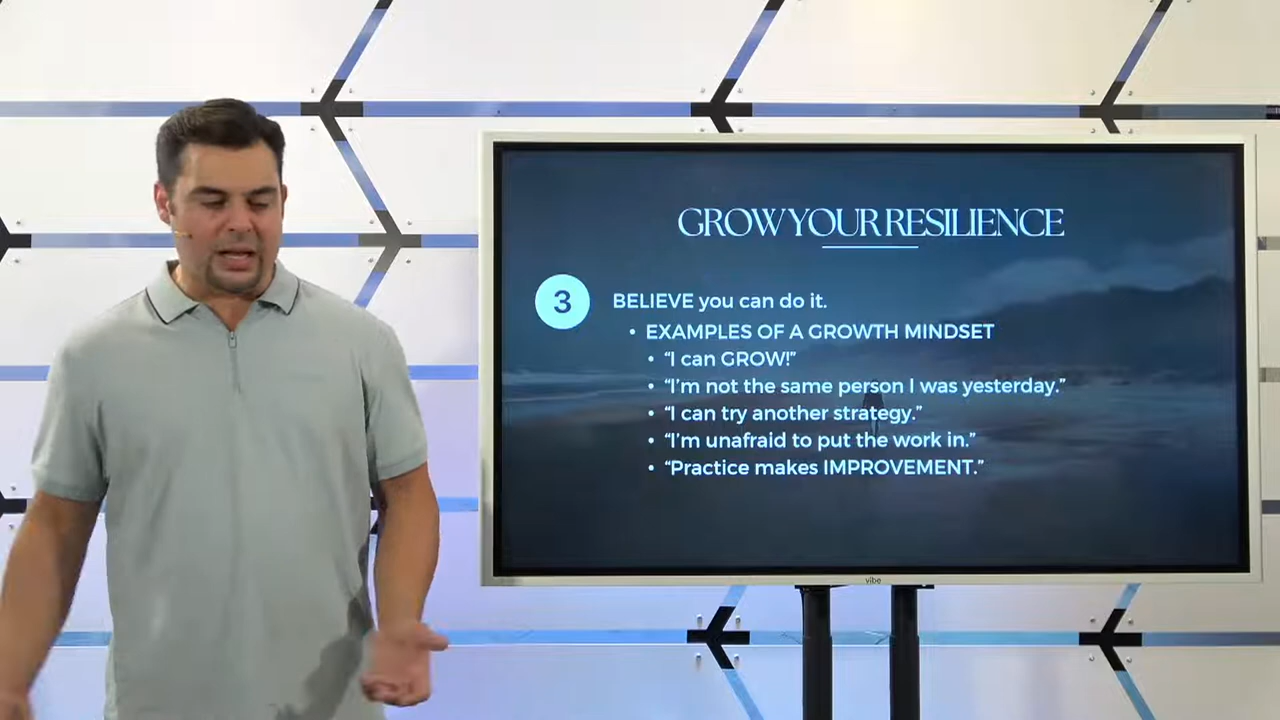 GROW YOUR RESILIENCE
3 BELIEVE you can do it.
• EXAMPLES OF A GROWTH MINDSET
• “I can GROW!”
• “I’m not the same person I was yesterday.”
• “I can try another strategy.”
• “I’m unafraid to put the work in.”
• “Practice makes IMPROVEMENT.”
vibe